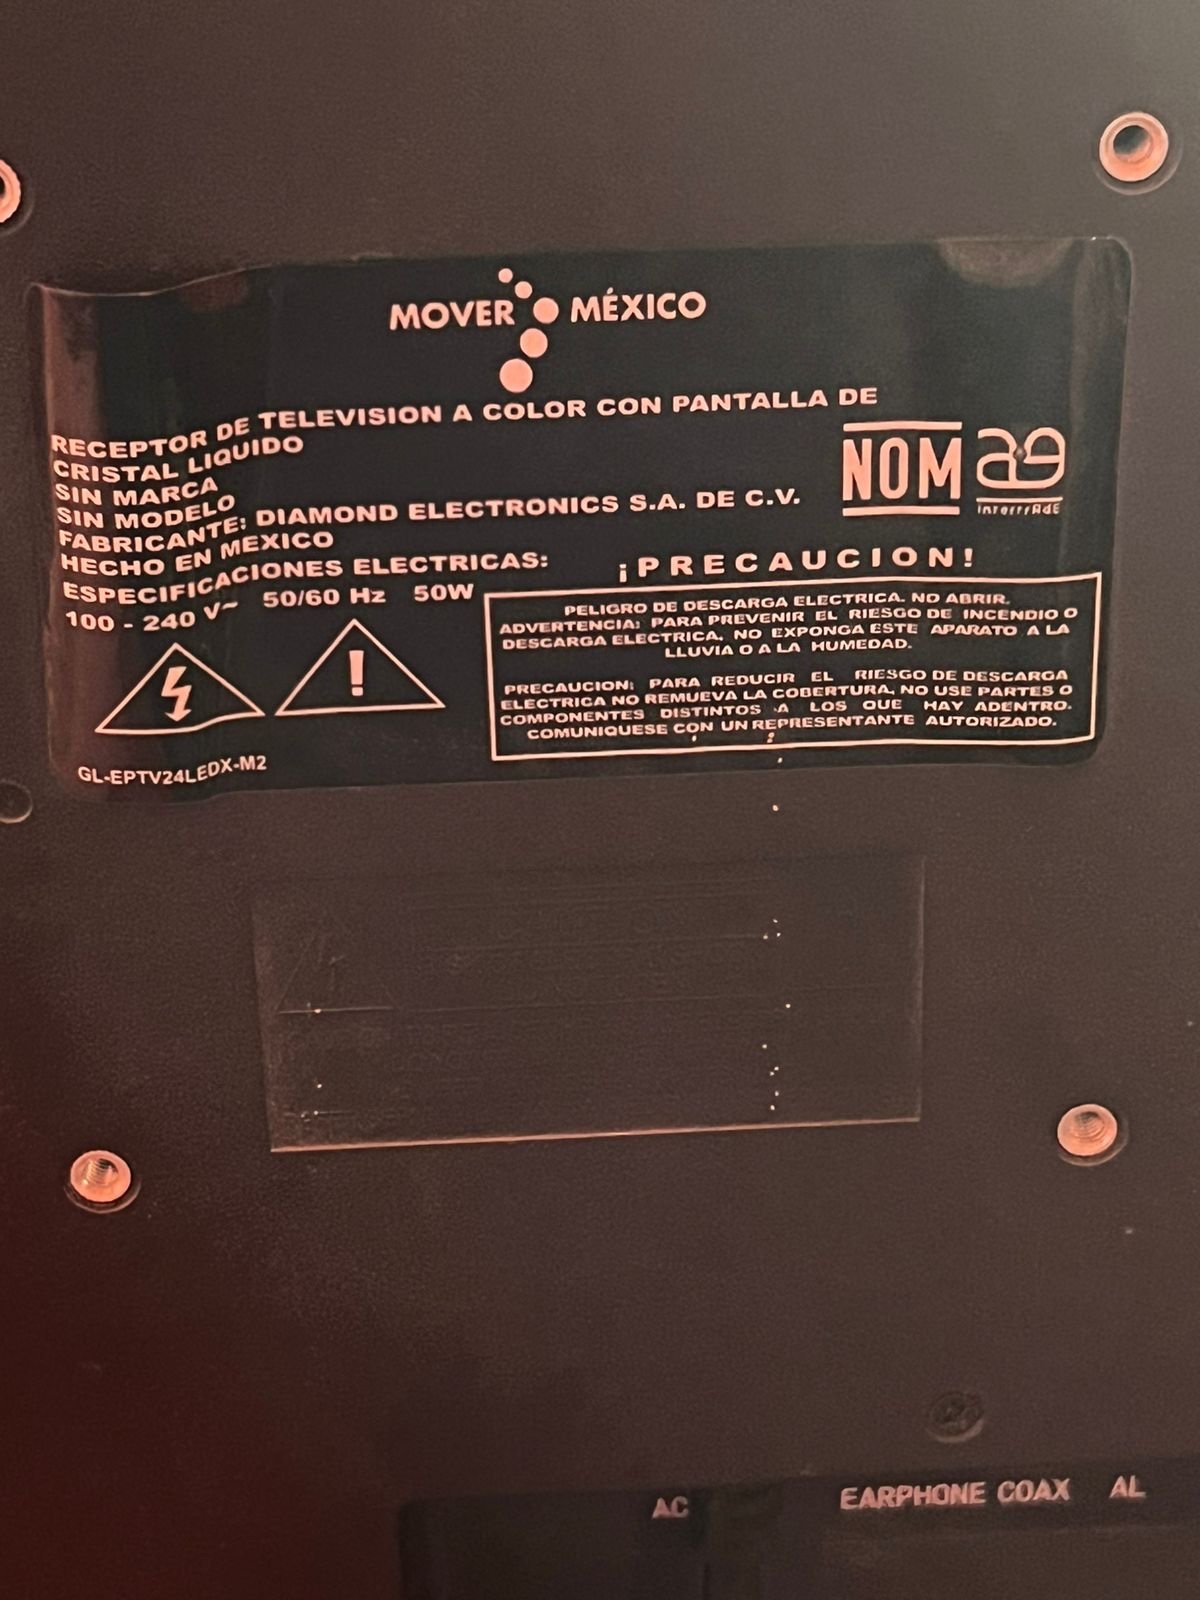 MOVER MÉXICO
RECEPTOR DE TELEVISION A COLOR CON PANTALLA DE
CRISTAL LIQUIDO
SIN MARCA
SIN MODELO
FABRICANTE: DIAMOND ELECTRONICS S.A. DE C.V.
HECHO EN MEXICO
ESPECIFICACIONES ELECTRICAS:
100 - 240 V~ 50/60 Hz 50W
NOM
¡PRECAUCION!
PELIGRO DE DESCARGA ELECTRICA. NO ABRIR.
ADVERTENCIA: PARA PREVENIR EL RIESGO DE INCENDIO O
DESCARGA ELECTRICA, NO EXPONGA ESTE APARATO A LA
LLUVIA O A LA HUMEDAD.
PRECAUCION: PARA REDUCIR EL RIESGO DE DESCARGA
ELECTRICA NO REMUEVA LA COBERTURA, NO USE PARTES O
COMPONENTES DISTINTOS A LOS QUE HAY ADENTRO.
COMUNIQUESE CON UN REPRESENTANTE AUTORIZADO.
GL-EPTV24LEDX-M2
AC EARPHONE COAX AL